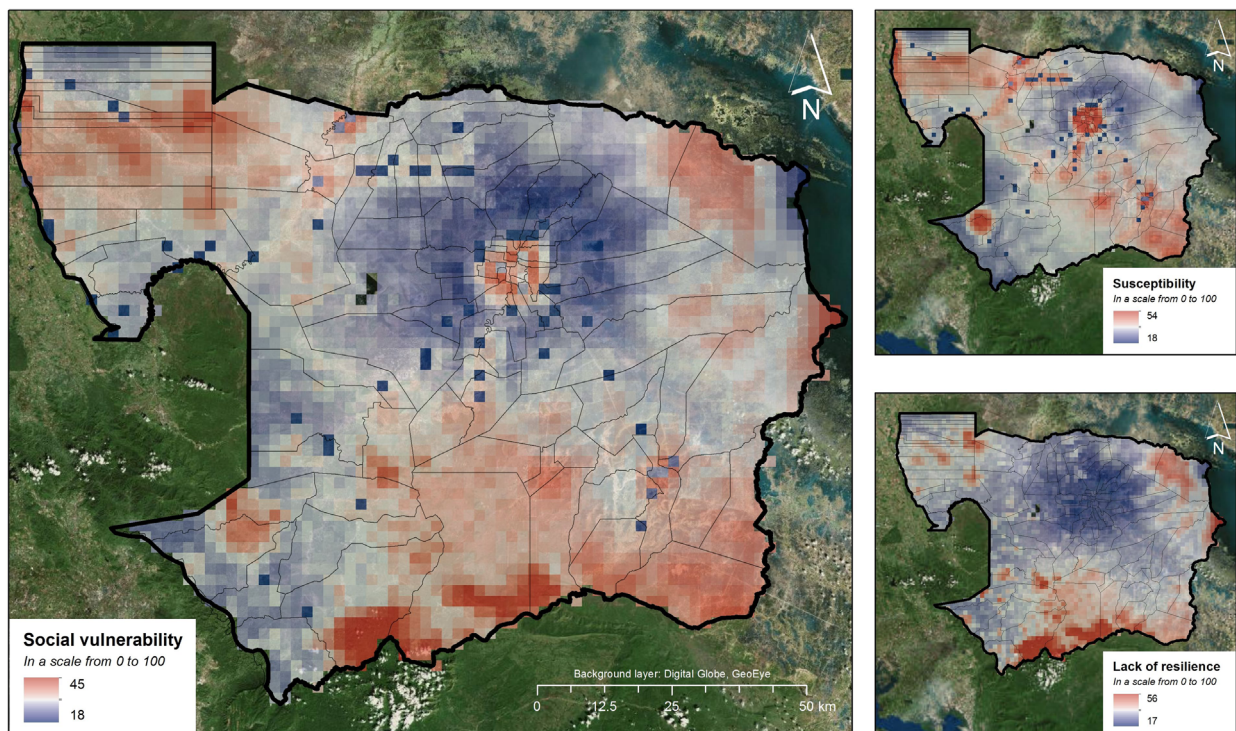 N
Social vulnerability
In a scale from 0 to 100
45
18
Background layer: Digital Globe, GeoEye
0 12.5 25 50 km
N
Susceptibility
In a scale from 0 to 100
54
18
N
Lack of resilience
In a scale from 0 to 100
56
17